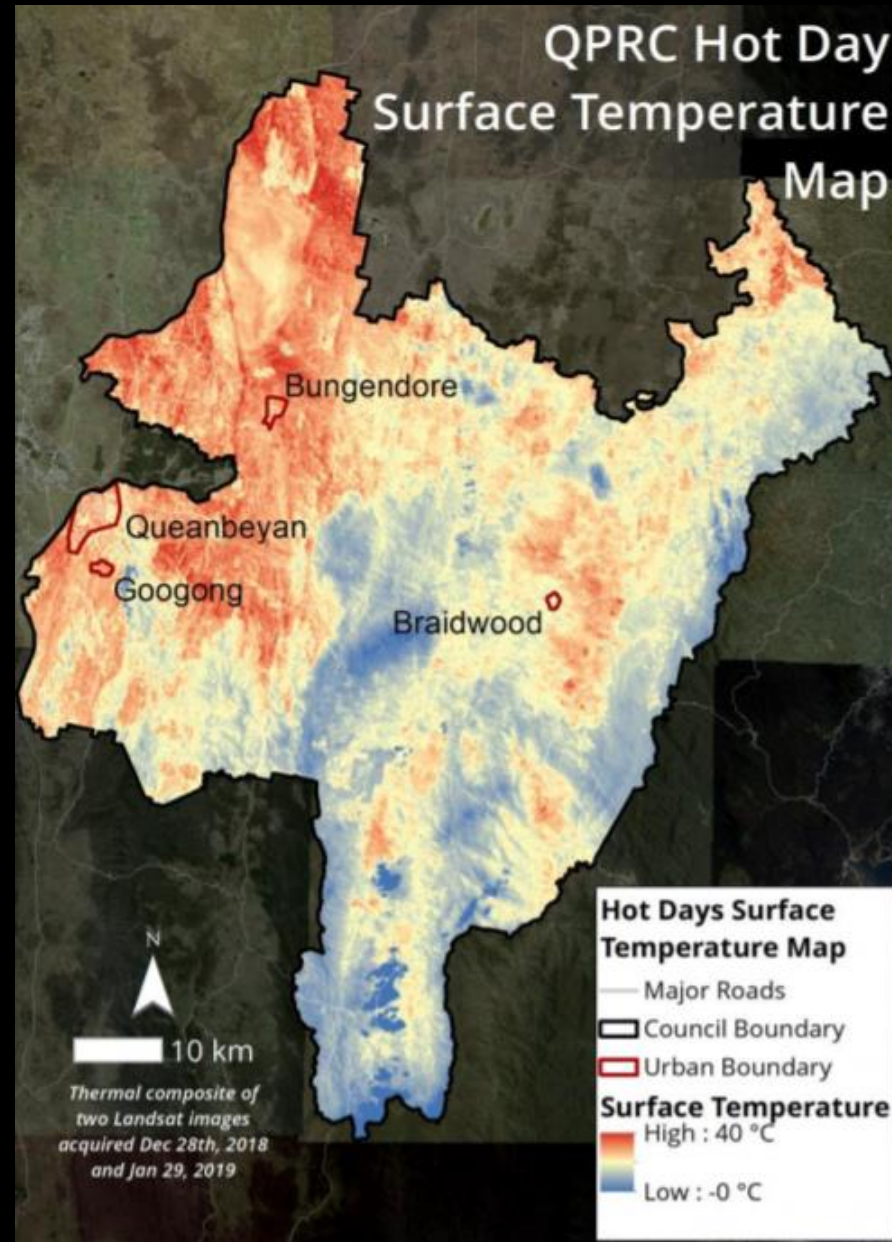 QPRC Hot Day
Surface Temperature
Map
Bungendore
Queanbeyan
Googong
Braidwood
N
10 km
Thermal composite of
two Landsat images
acquired Dec 28th, 2018
and Jan 29, 2019
Hot Days Surface
Temperature Map
Major Roads
Council Boundary
Urban Boundary
Surface Temperature
High : 40 °C
Low : -0 °C